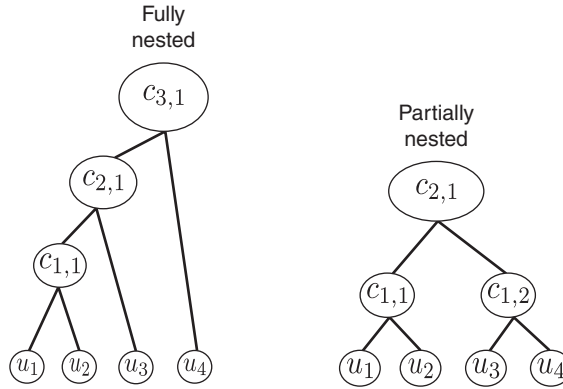 Fully
nested
c3,1
c2,1
c1,1
u1 u2 u3 u4
Partially
nested
c2,1
c1,1 c1,2
u1 u2 u3 u4